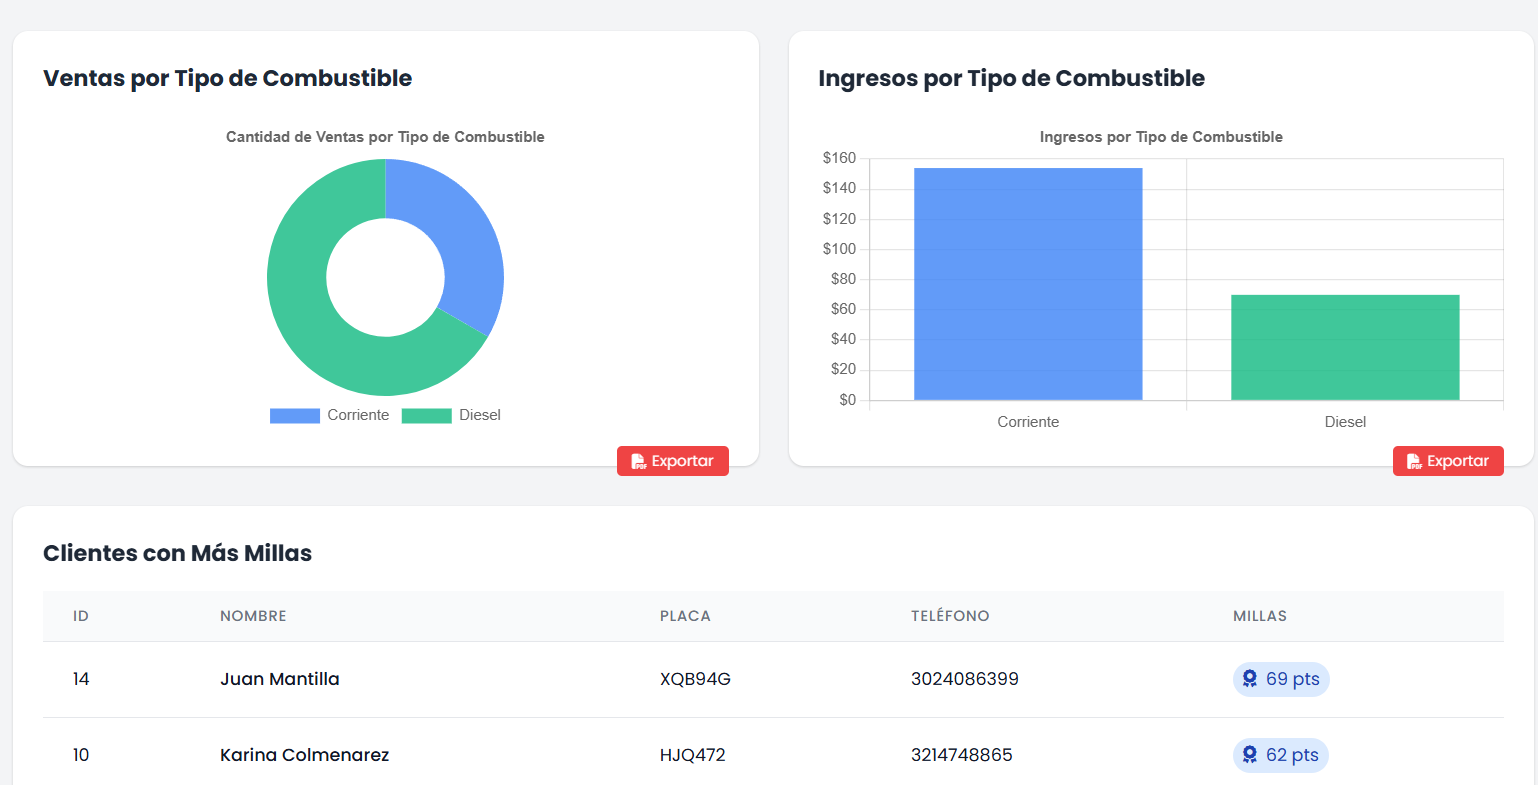 Ventas por Tipo de Combustible
Cantidad de Ventas por Tipo de Combustible
Corriente Diesel
Exportar
Ingresos por Tipo de Combustible
Ingresos por Tipo de Combustible
$160
$140
$120
$100
$80
$60
$40
$20
$0
Corriente Diesel
Exportar
Clientes con Más Millas
ID NOMBRE PLACA TELÉFONO MILLAS
14 Juan Mantilla XQB94G 3024086399 69 pts
10 Karina Colmenarez HJQ472 3214748865 62 pts